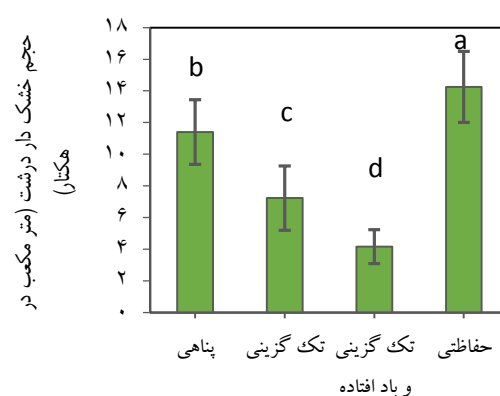 حجم خشک دار درشت (متر مکعب در
هکتار)
۱۸
۱۶
۱۴
۱۲
۱۰
۸
۶
۴
۲
۰
b
c
d
a
پناهی
تک گزینی
تک گزینی
و باد افتاده
حفاظتی